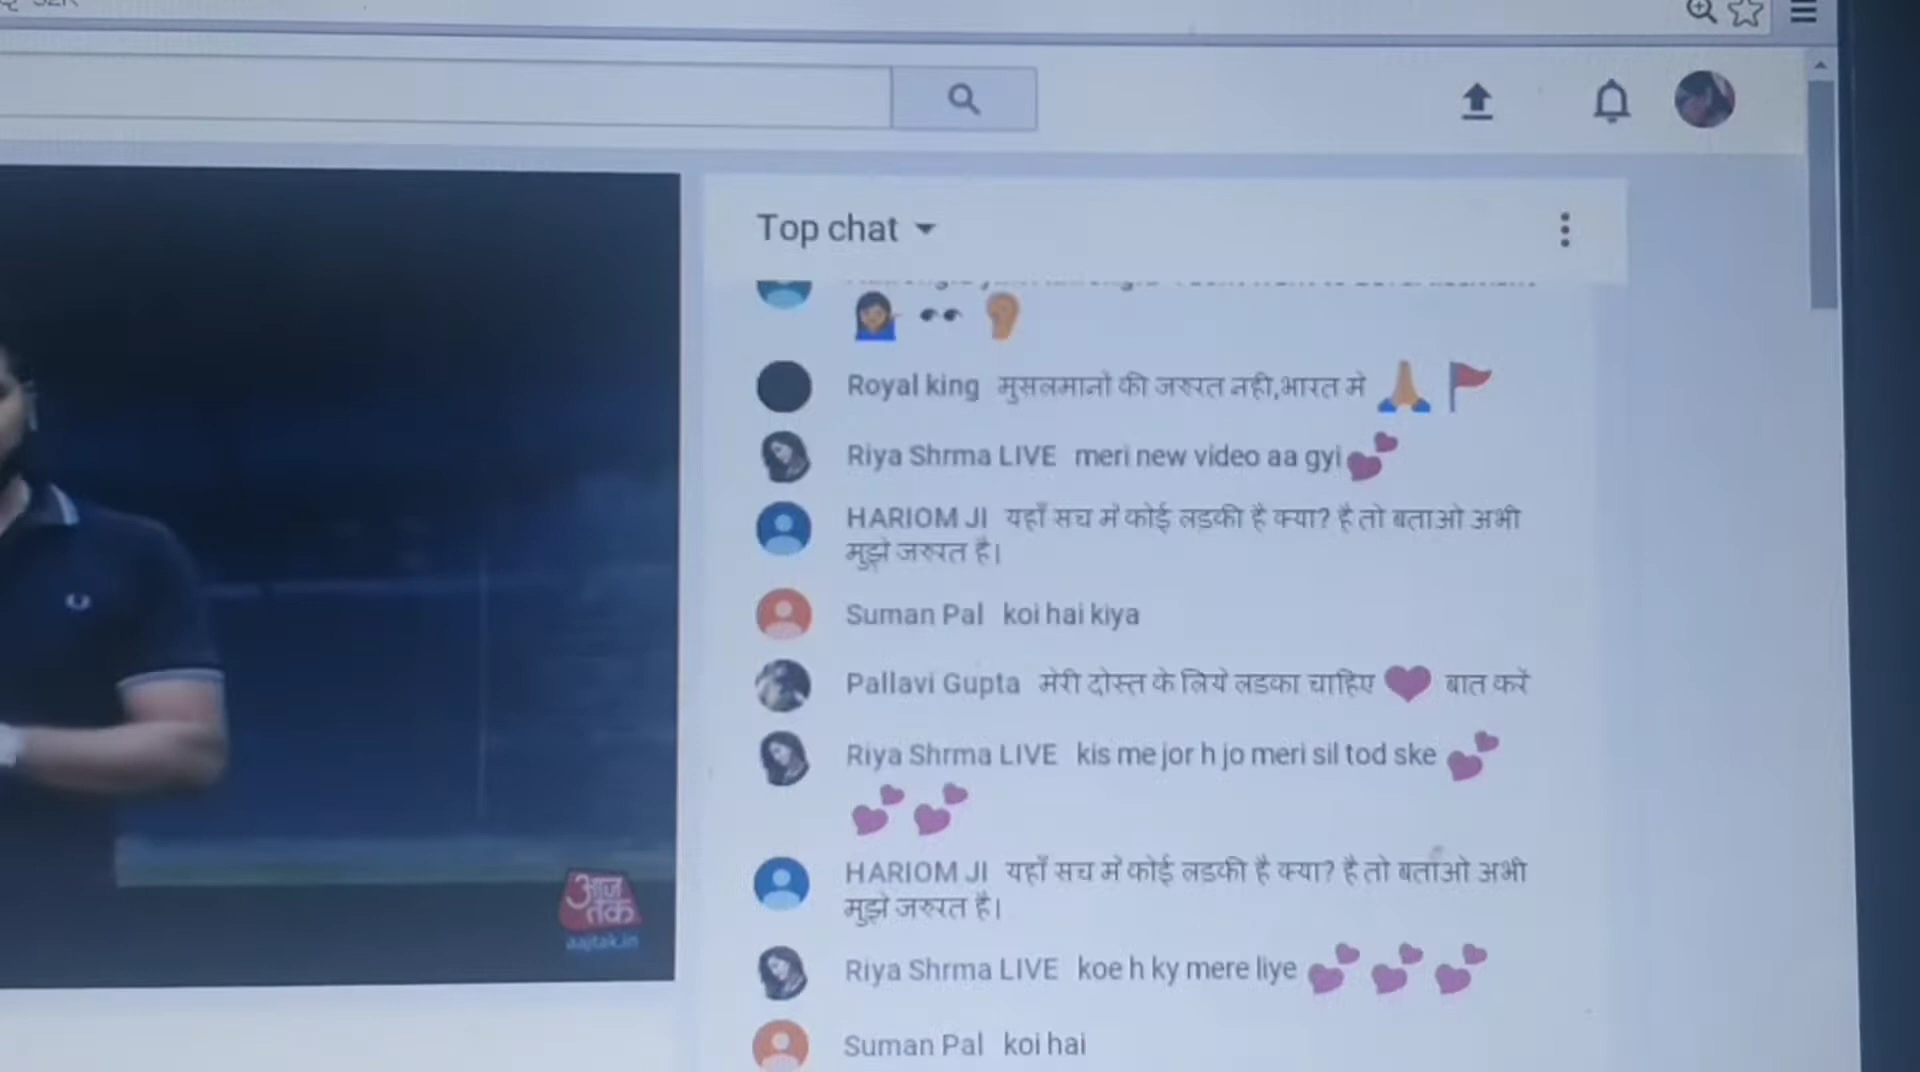 Top chat
Royal king मुसलमानो की जरुरत नही,भारत मे 🙏 🚩
Riya Shrma LIVE meri new video aa gyi 💕
HARIOM JI यहाँ सच में कोई लडकी है क्या? है तो बताओ अभी
मुझे जरुरत है।
Suman Pal koi hai kiya
Pallavi Gupta मेरी दोस्त के लिये लडका चाहिए ❤ बात करें
Riya Shrma LIVE kis me jor h jo meri sil tod ske 💕
💕 💕
HARIOM JI यहाँ सच में कोई लडकी है क्या? है तो बताओ अभी
मुझे जरुरत है।
Riya Shrma LIVE koe h ky mere liye 💕 💕 💕
Suman Pal koi hai
आज
तक
aajtak.in